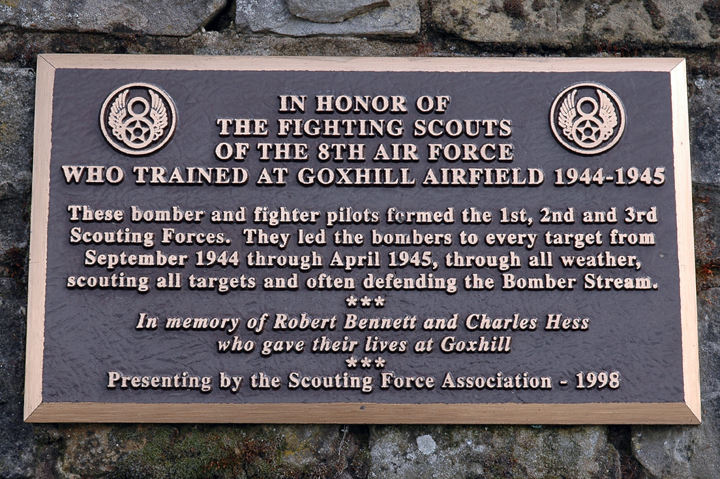 IN HONOR OF
THE FIGHTING SCOUTS
OF THE 8TH AIR FORCE
WHO TRAINED AT GOXHILL AIRFIELD 1944-1945
These bomber and fighter pilots formed the 1st, 2nd and 3rd
Scouting Forces. They led the bombers to every target from
September 1944 through April 1945, through all weather,
scouting all targets and often defending the Bomber Stream.
***
In memory of Robert Bennett and Charles Hess
who gave their lives at Goxhill
***
Presenting by the Scouting Force Association - 1998